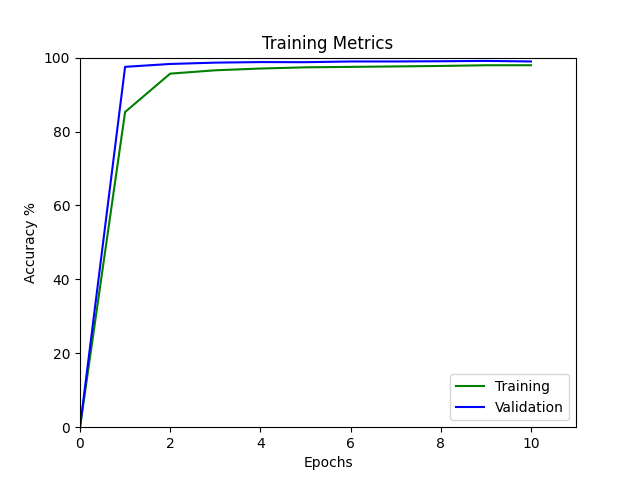 Training Metrics
100
80
60
40
20
0
Accuracy %
0 2 4 6 8 10
Epochs
Training
Validation